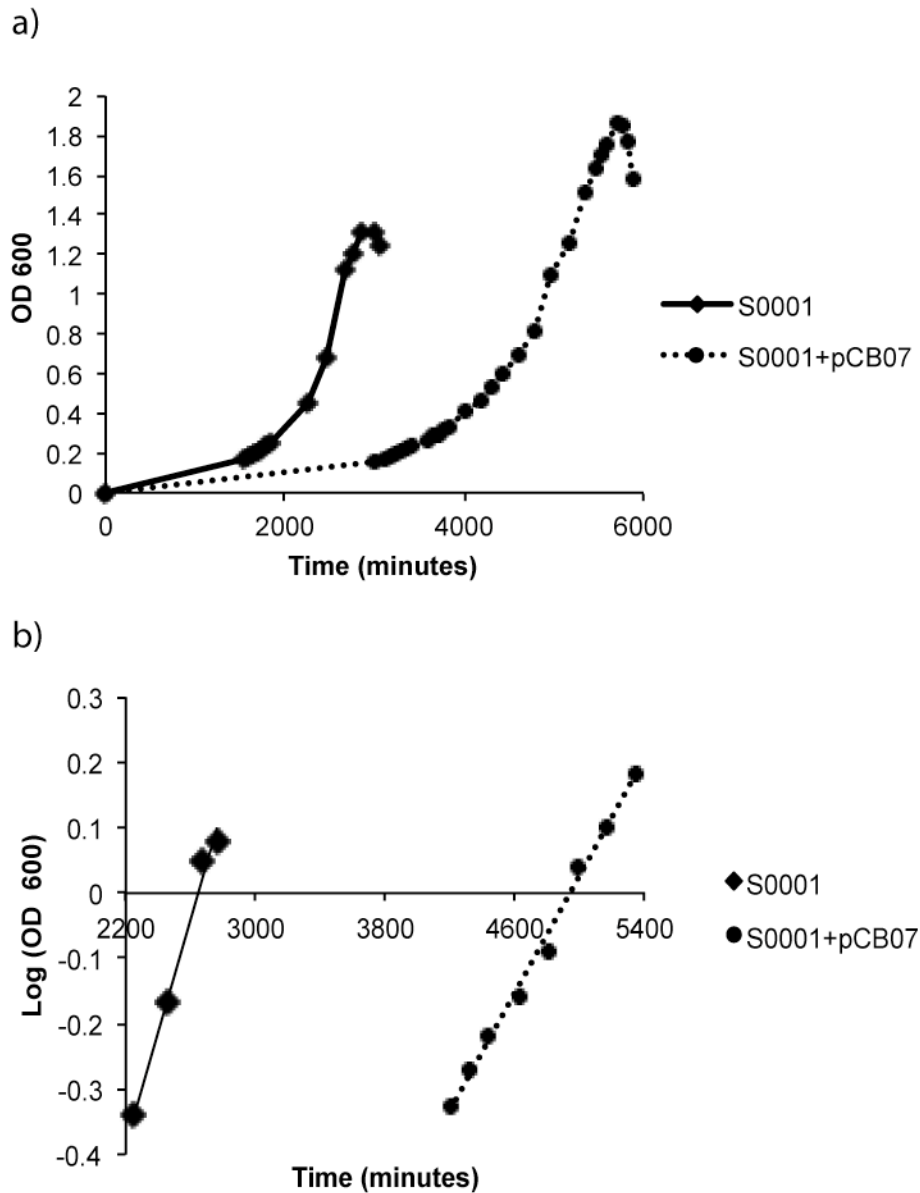 a)
2
1.8
1.6
1.4
1.2
1
0.8
0.6
0.4
0.2
0
OD 600
0 2000 4000 6000
Time (minutes)
S0001
S0001+pCB07
b)
0.3
0.2
0.1
0
-0.1
-0.2
-0.3
-0.4
Log (OD 600)
2200 3000 3800 4600 5400
Time (minutes)
S0001
S0001+pCB07